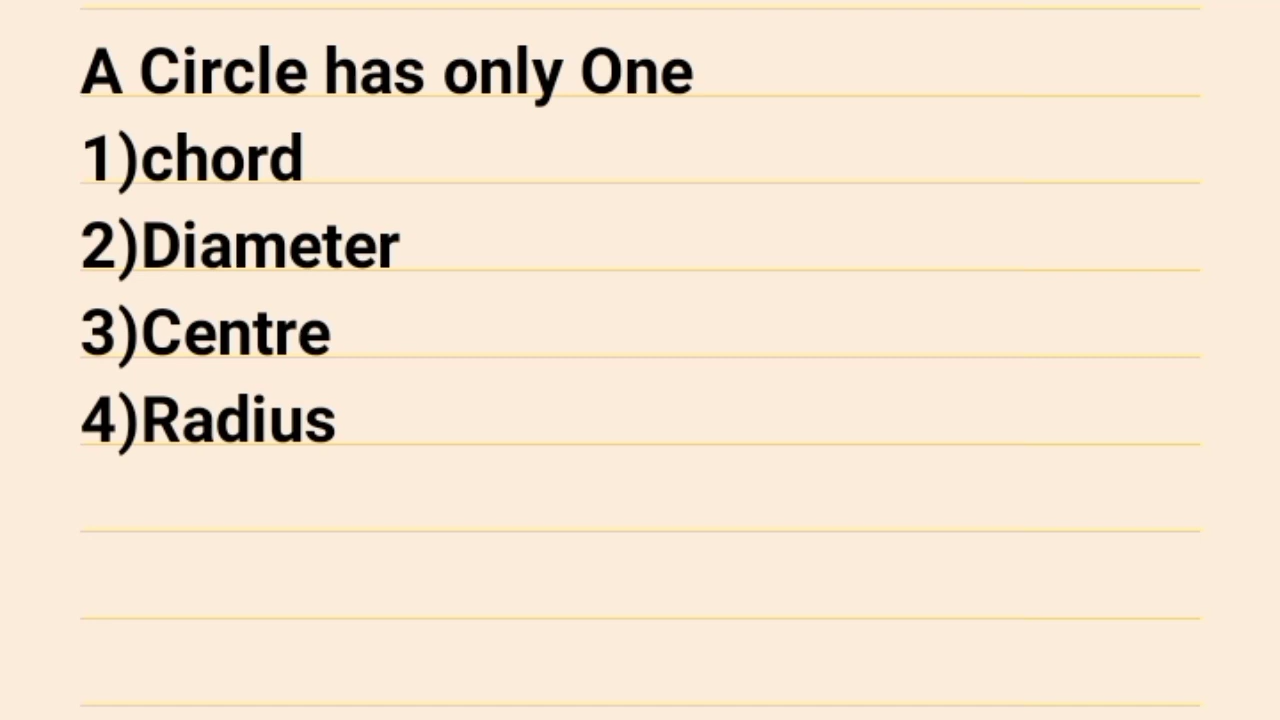 A Circle has only One
1)chord
2)Diameter
3)Centre
4)Radius